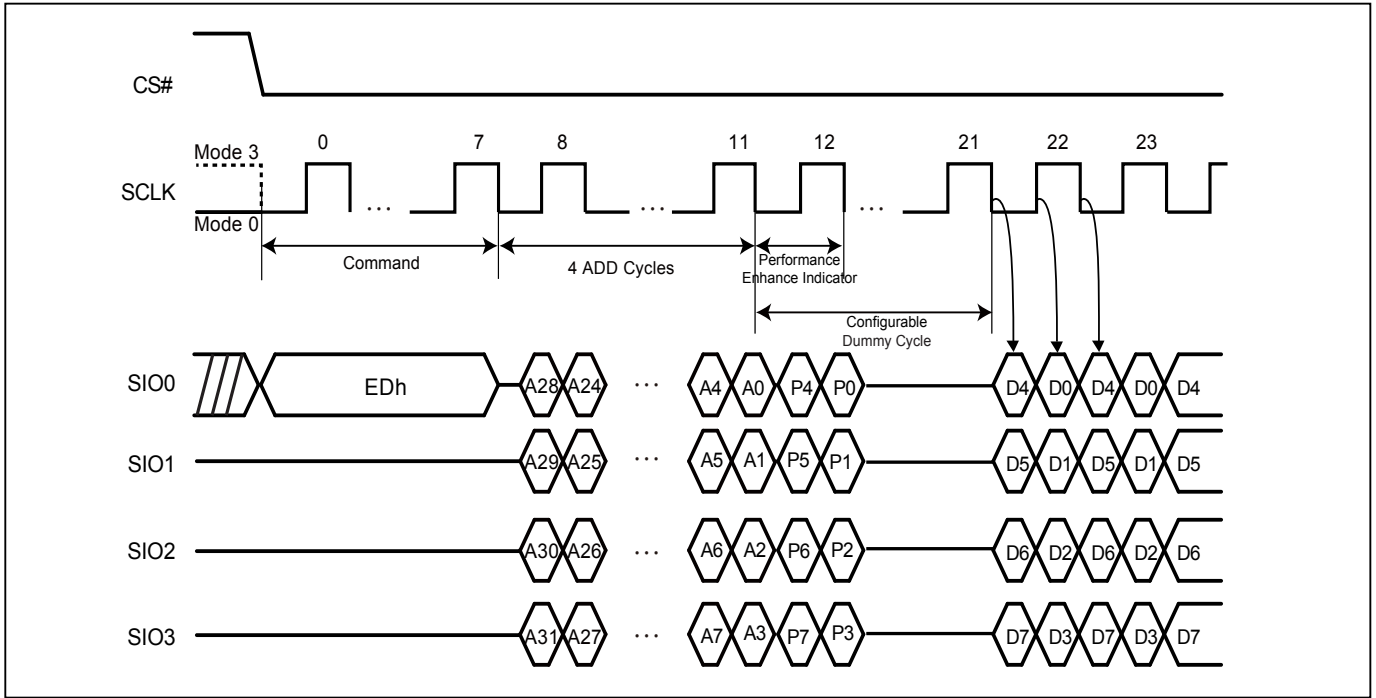 CS#
0 7 8 11 12 21 22 23
Mode 3
SCLK
... ... ...
Mode 0
Command
4 ADD Cycles
Performance
Enhance Indicator
Configurable
Dummy Cycle
SIO0 EDh A28 A24 ... A4 A0 P4 P0 D4 D0 D4 D0 D4
SIO1 A29 A25 ... A5 A1 P5 P1 D5 D1 D5 D1 D5
SIO2 A30 A26 ... A6 A2 P6 P2 D6 D2 D6 D2 D6
SIO3 A31 A27 ... A7 A3 P7 P3 D7 D3 D7 D3 D7